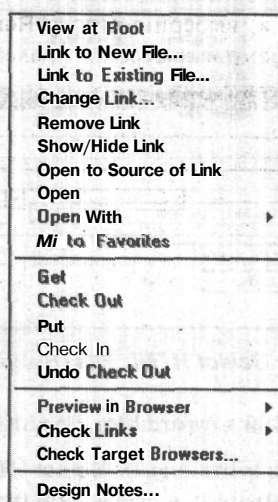 View at Root
Link to New File...
Link to Existing File...
Change Link...
Remove Link
Show/Hide Link
Open to Source of Link
Open
Open With
Mi to Favorites
Get
Check Out
Put
Check In
Undo Check Out
Preview in Browser
Check Links
Check Target Browsers...
Design Notes...